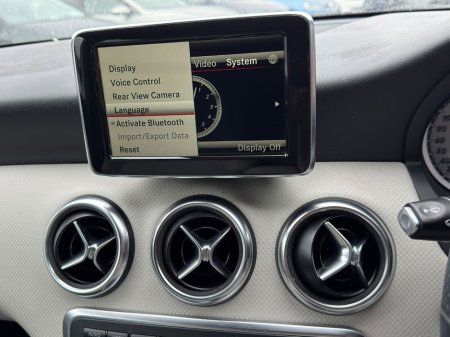 Video System
Display
Voice Control
Rear View Camera
Language
Activate Bluetooth
Import/Export Data
Reset
Display Off